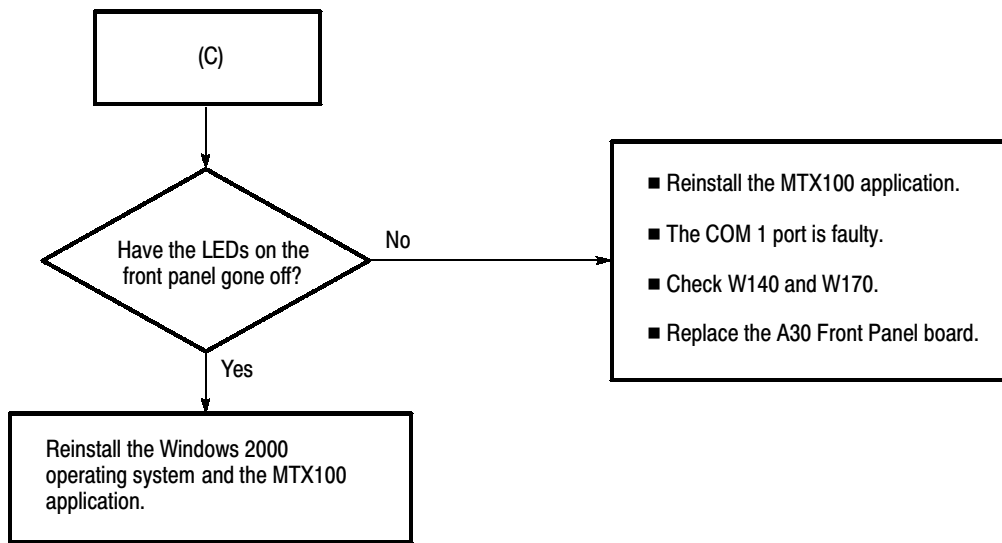 (C)
Have the LEDs on the
front panel gone off?
No
■ Reinstall the MTX100 application.
■ The COM 1 port is faulty.
■ Check W140 and W170.
■ Replace the A30 Front Panel board.
Yes
Reinstall the Windows 2000
operating system and the MTX100
application.